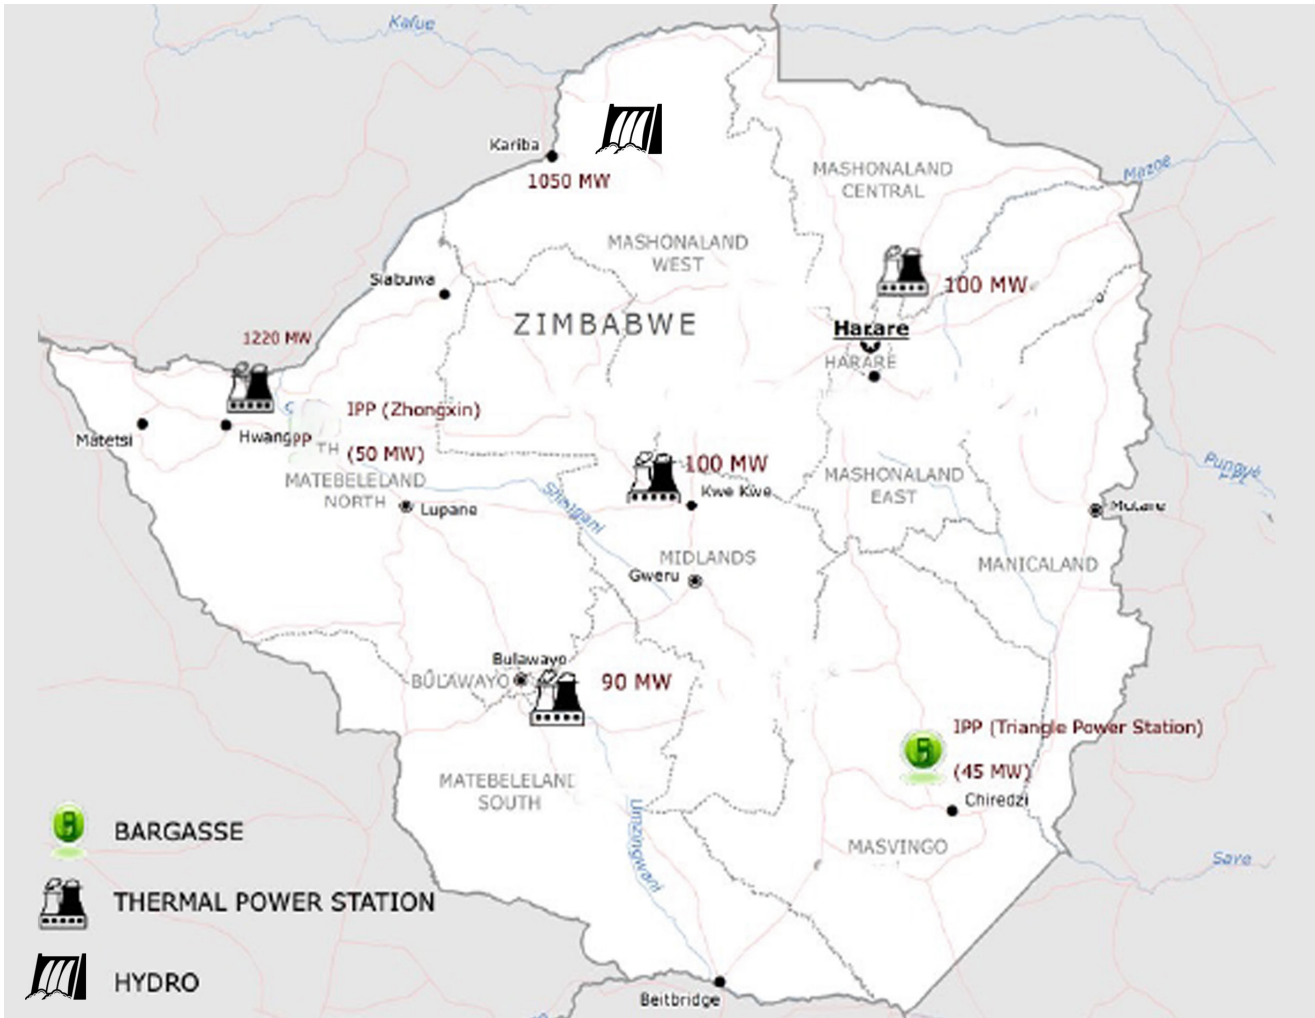 Kafue
Kariba
1050 MW
Mazoe
MASHONALAND
CENTRAL
MASHONALAND
WEST
Siabuwa
100 MW
ZIMBABWE
Harare
HARARE
1220 MW
IPP (Zhongxin)
Matetsi
TH
(50 MW)
100 MW
Kwe Kwe
MATEBELELAND
NORTH
Lupane
Shangani
MASHONALAND
EAST
Mutare
MIDLANDS
Gweru
MANICALAND
Bulawayo
BULAWAYO
90 MW
IPP (Triangle Power Station)
(45 MW)
Chiredzi
MATEBELELAND
SOUTH
Umzingwani
MASVINGO
Save
BARGASSE
THERMAL POWER STATION
HYDRO
Beitbridge